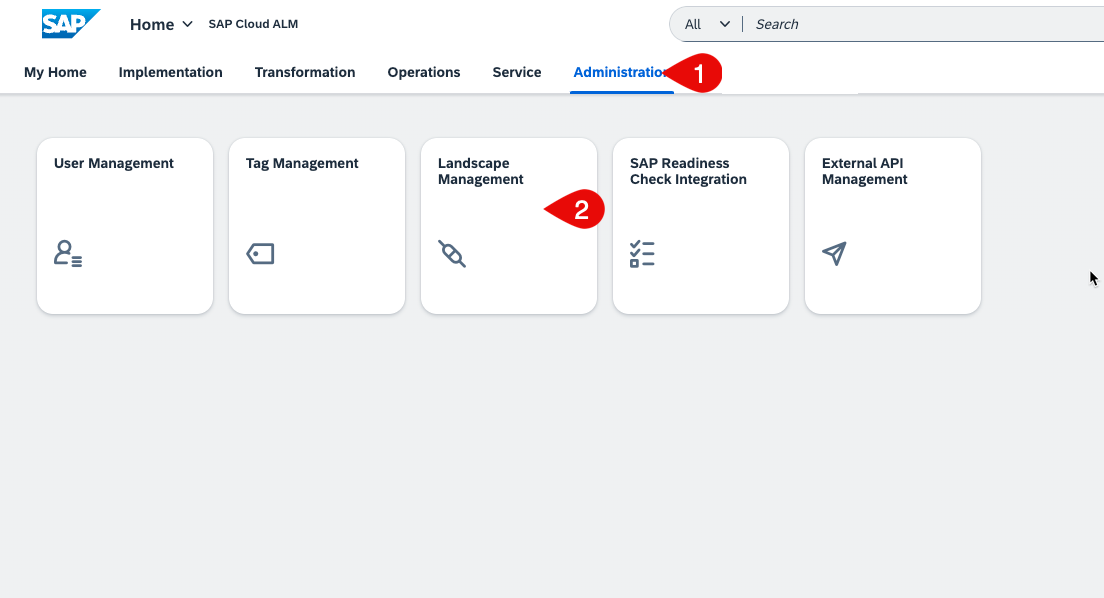 SAP Home SAP Cloud ALM All Search
My Home Implementation Transformation Operations Service Administration 1
User Management
Tag Management
Landscape
Management
2
SAP Readiness
Check Integration
External API
Management